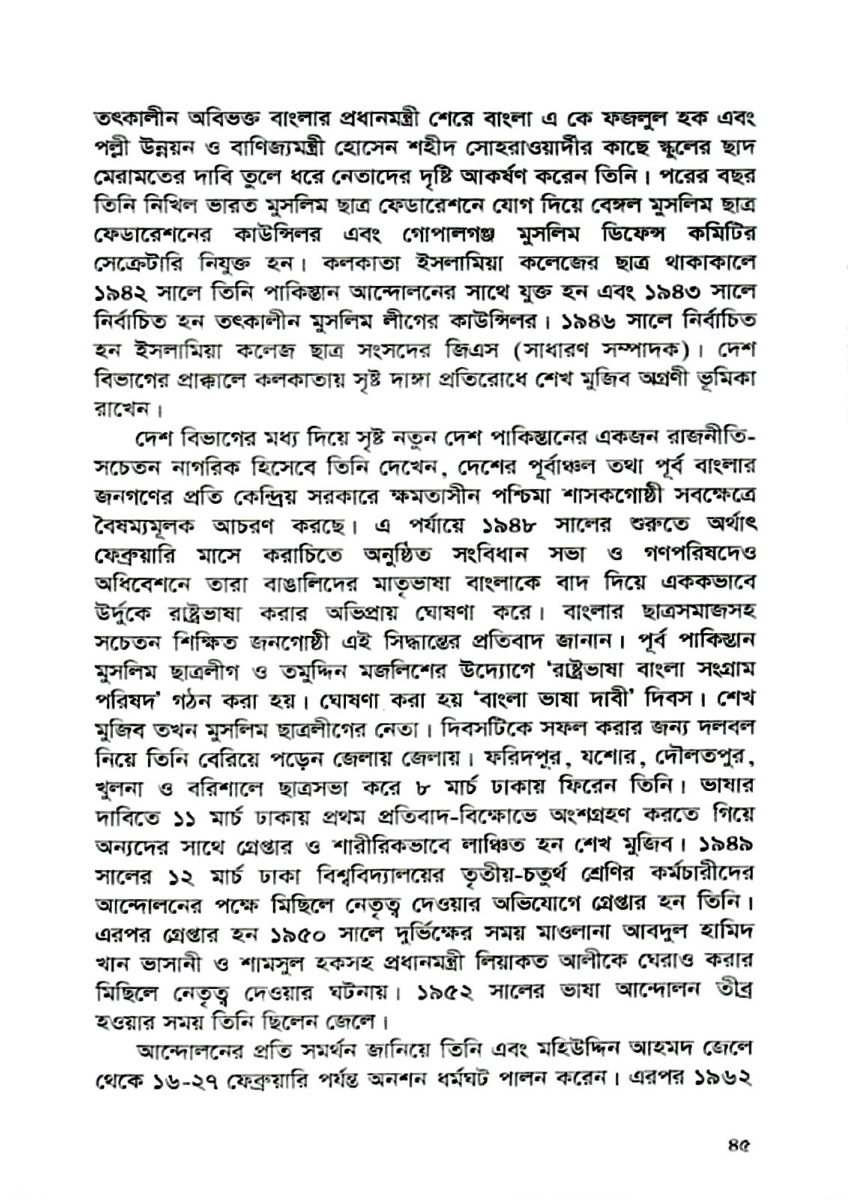 তৎকালীন অবিভক্ত বাংলার প্রধানমন্ত্রী শেরে বাংলা এ কে ফজলুল হক এবং
পল্লী উন্নয়ন ও বাণিজ্যমন্ত্রী হোসেন শহীদ সোহরাওয়ার্দীর কাছে স্কুলের ছাদ
মেরামতের দাবি তুলে ধরে নেতাদের দৃষ্টি আকর্ষণ করেন তিনি। পরের বছর
তিনি নিখিল ভারত মুসলিম ছাত্র ফেডারেশনে যোগ দিয়ে বেঙ্গল মুসলিম ছাত্র
ফেডারেশনের কাউন্সিলর এবং গোপালগঞ্জ মুসলিম ডিফেন্স কমিটির
সেক্রেটারি নিযুক্ত হন। কলকাতা ইসলামিয়া কলেজের ছাত্র থাকাকালে
১৯৪২ সালে তিনি পাকিস্তান আন্দোলনের সাথে যুক্ত হন এবং ১৯৪৩ সালে
নির্বাচিত হন তৎকালীন মুসলিম লীগের কাউন্সিলর। ১৯৪৬ সালে নির্বাচিত
হন ইসলামিয়া কলেজ ছাত্র সংসদের জিএস (সাধারণ সম্পাদক)। দেশ
বিভাগের প্রাক্কালে কলকাতায় সৃষ্ট দাঙ্গা প্রতিরোধে শেখ মুজিব অগ্রণী ভূমিকা
রাখেন।
দেশ বিভাগের মধ্য দিয়ে সৃষ্ট নতুন দেশ পাকিস্তানের একজন রাজনীতি-
সচেতন নাগরিক হিসেবে তিনি দেখেন, দেশের পূর্বাঞ্চল তথা পূর্ব বাংলার
জনগণের প্রতি কেন্দ্রিয় সরকারে ক্ষমতাসীন পশ্চিমা শাসকগোষ্ঠী সবক্ষেত্রে
বৈষম্যমূলক আচরণ করছে। এ পর্যায়ে ১৯৪৮ সালের শুরুতে অর্থাৎ
ফেব্রুয়ারি মাসে করাচিতে অনুষ্ঠিত সংবিধান সভা ও গণপরিষদেও
অধিবেশনে তারা বাঙালিদের মাতৃভাষা বাংলাকে বাদ দিয়ে এককভাবে
উর্দুকে রাষ্ট্রভাষা করার অভিপ্রায় ঘোষণা করে। বাংলার ছাত্রসমাজসহ
সচেতন শিক্ষিত জনগোষ্ঠী এই সিদ্ধান্তের প্রতিবাদ জানান। পূর্ব পাকিস্তান
মুসলিম ছাত্রলীগ ও তমুদ্দিন মজলিশের উদ্যোগে ‘রাষ্ট্রভাষা বাংলা সংগ্রাম
পরিষদ’ গঠন করা হয়। ঘোষণা করা হয় ‘বাংলা ভাষা দাবী’ দিবস। শেখ
মুজিব তখন মুসলিম ছাত্রলীগের নেতা। দিবসটিকে সফল করার জন্য দলবল
নিয়ে তিনি বেরিয়ে পড়েন জেলায় জেলায়। ফরিদপুর, যশোর, দৌলতপুর,
খুলনা ও বরিশালে ছাত্রসভা করে ৮ মার্চ ঢাকায় ফিরেন তিনি। ভাষার
দাবিতে ১১ মার্চ ঢাকায় প্রথম প্রতিবাদ-বিক্ষোভে অংশগ্রহণ করতে গিয়ে
অন্যদের সাথে গ্রেপ্তার ও শারীরিকভাবে লাঞ্চিত হন শেখ মুজিব। ১৯৪৯
সালের ১২ মার্চ ঢাকা বিশ্ববিদ্যালয়ের তৃতীয়-চতুর্থ শ্রেণির কর্মচারীদের
আন্দোলনের পক্ষে মিছিলে নেতৃত্ব দেওয়ার অভিযোগে গ্রেপ্তার হন তিনি।
এরপর গ্রেপ্তার হন ১৯৫০ সালে দুর্ভিক্ষের সময় মাওলানা আবদুল হামিদ
খান ভাসানী ও শামসুল হকসহ প্রধানমন্ত্রী লিয়াকত আলীকে ঘেরাও করার
মিছিলে নেতৃত্ব দেওয়ার ঘটনায়। ১৯৫২ সালের ভাষা আন্দোলন তীব্র
হওয়ার সময় তিনি ছিলেন জেলে।
আন্দোলনের প্রতি সমর্থন জানিয়ে তিনি এবং মহিউদ্দিন আহমদ জেলে
থেকে ১৬-২৭ ফেব্রুয়ারি পর্যন্ত অনশন ধর্মঘট পালন করেন। এরপর ১৯৬২
৪৫